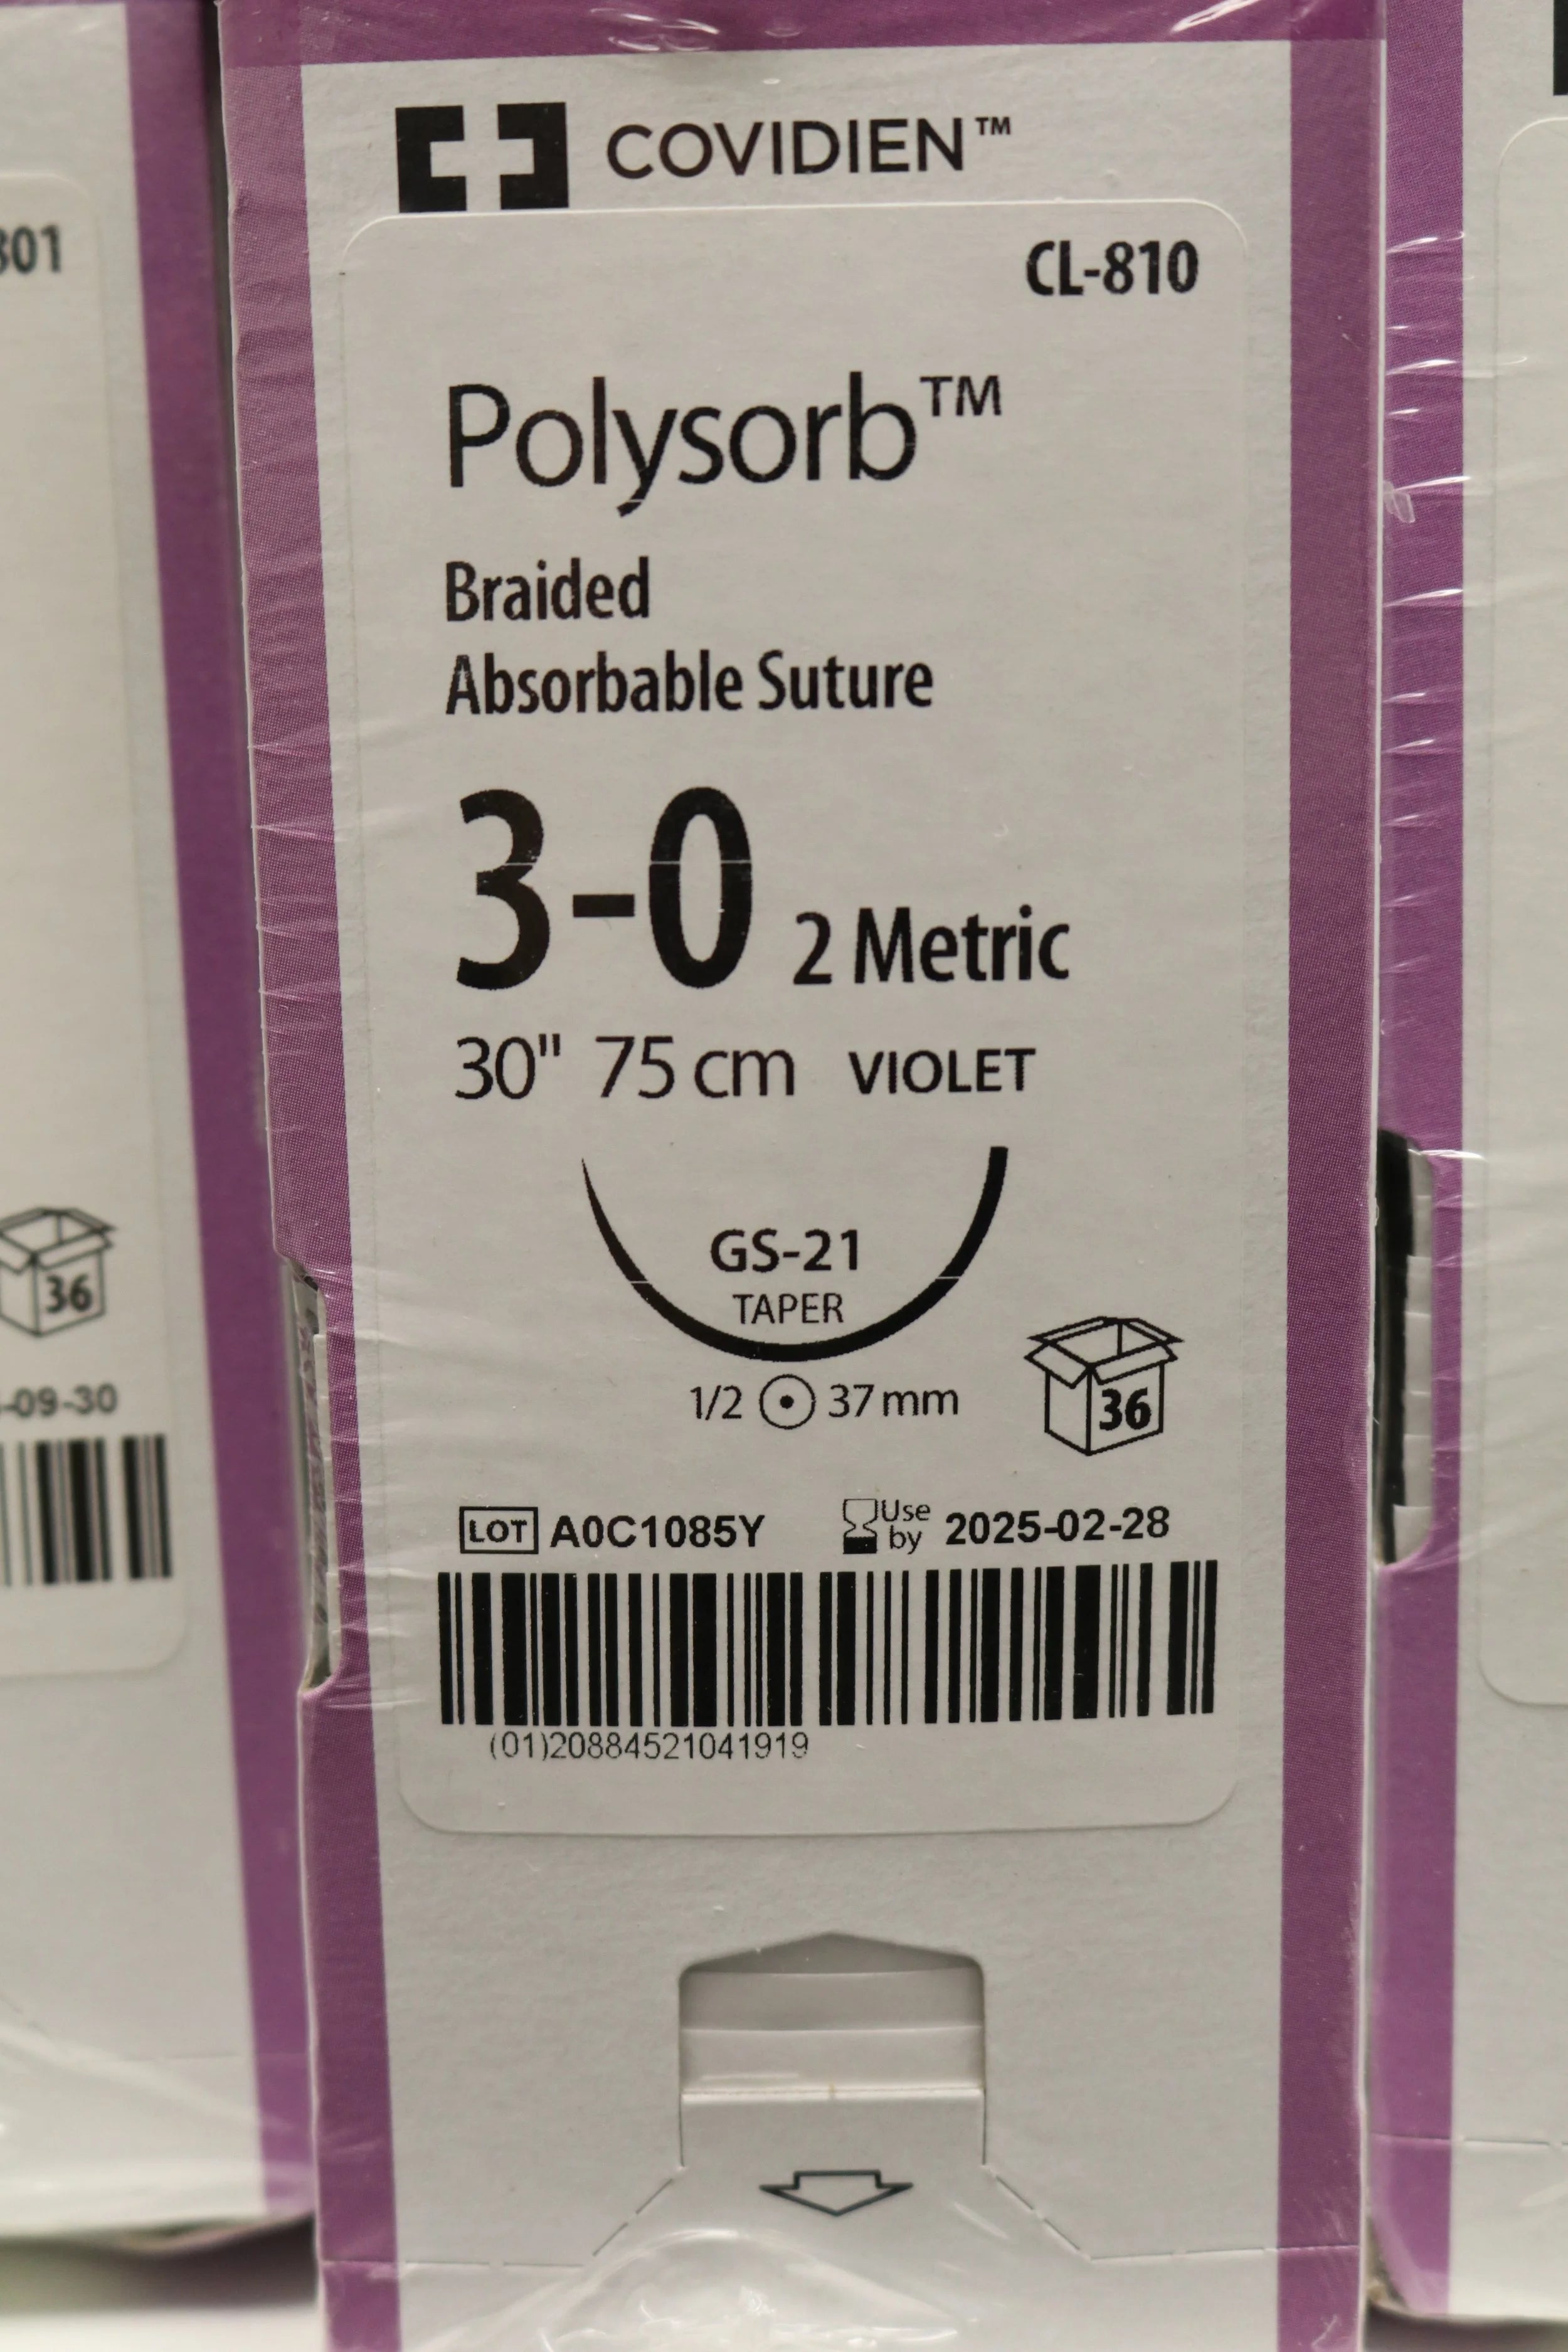 COVIDIEN™
CL-810
Polysorb™
Braided
Absorbable Suture
3-0 2 Metric
30" 75 cm VIOLET
GS-21
TAPER
1/2 37 mm
36
LOT A0C1085Y Use by 2025-02-28
(01)20884521041919
801
36
-09-30